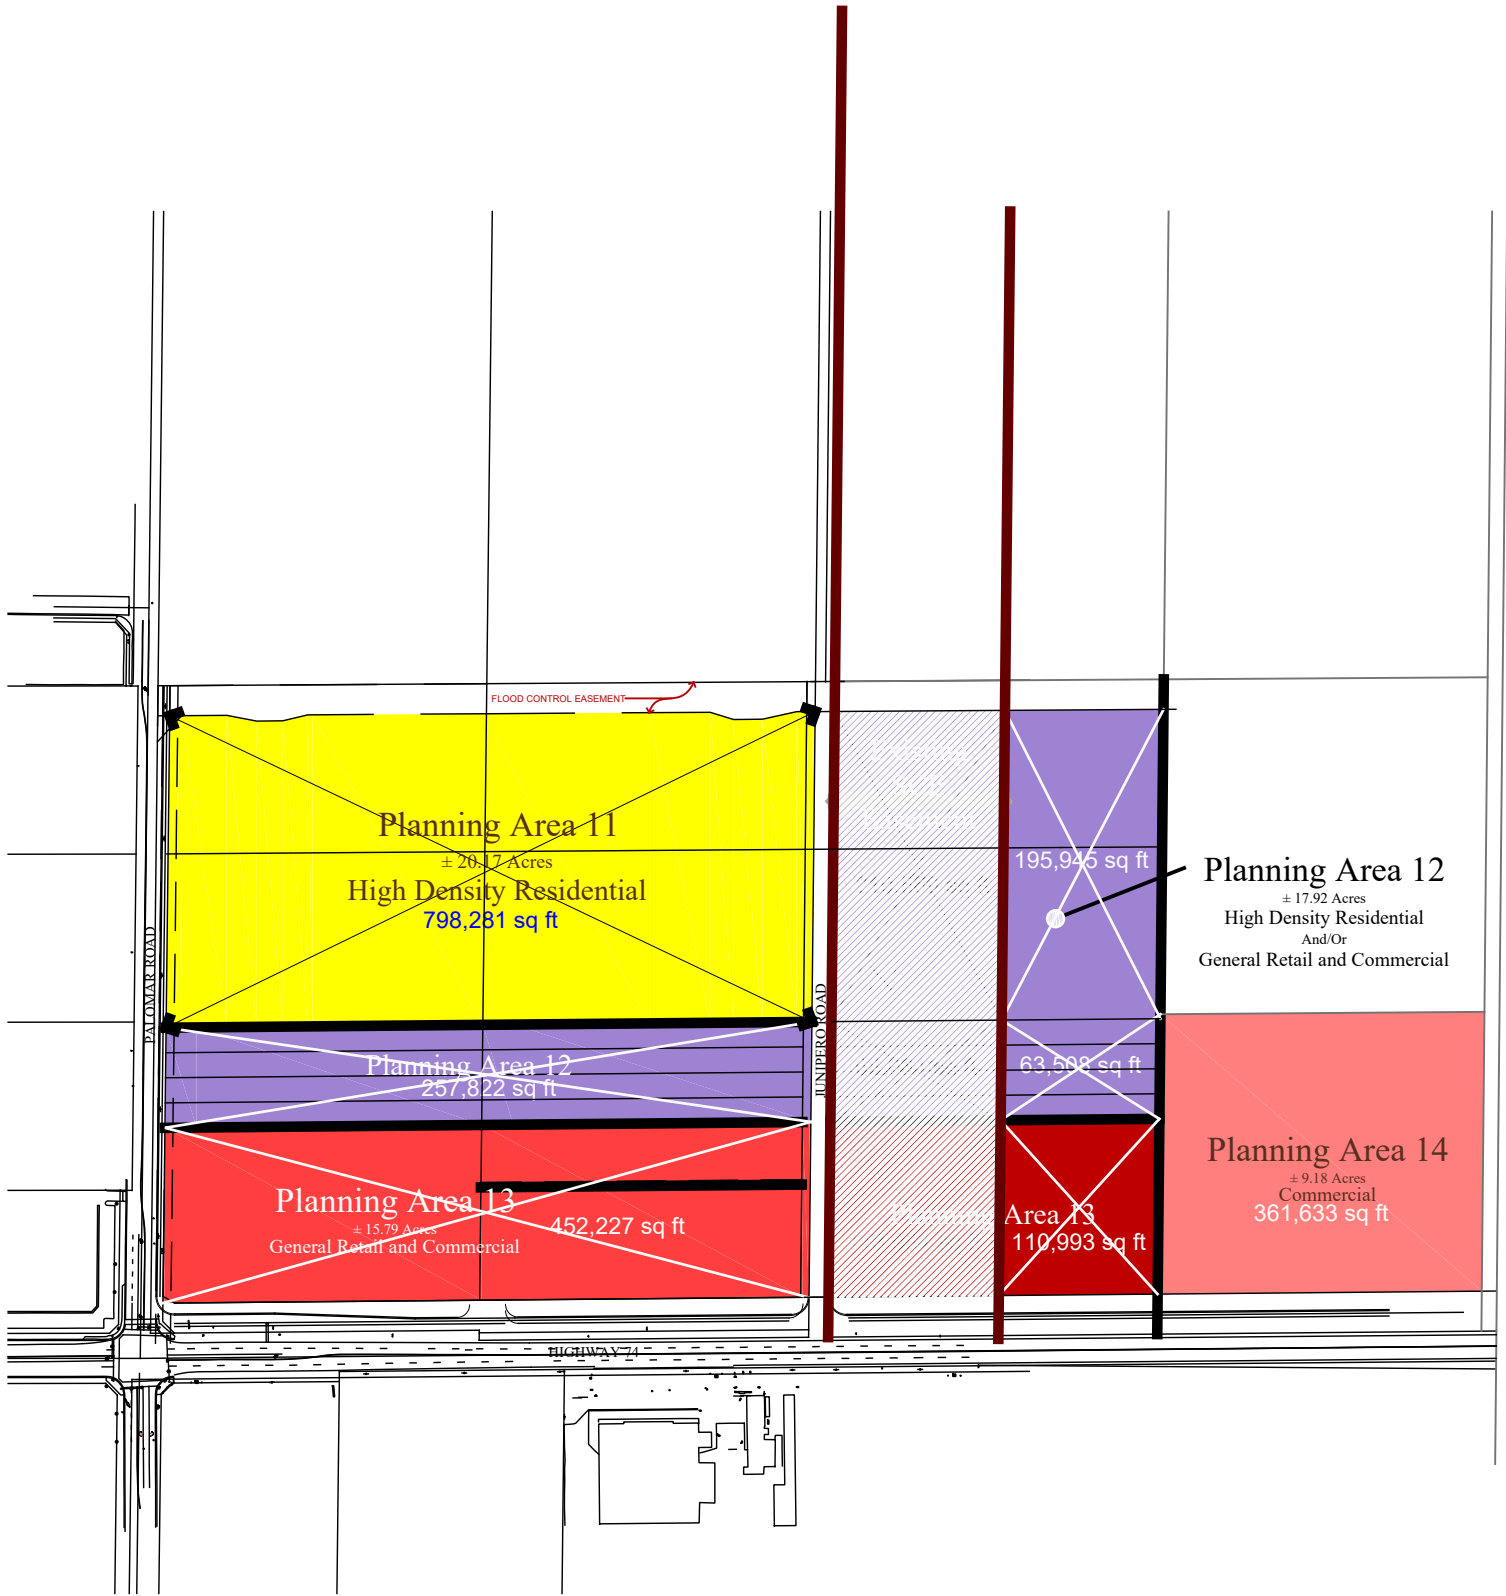 FLOOD CONTROL EASEMENT
Existing
SCE
Easement
Planning Area 11
± 20.17 Acres
High Density Residential
798,281 sq ft
195,945 sq ft
Planning Area 12
± 17.92 Acres
High Density Residential
And/Or
General Retail and Commercial
PALOMAR ROAD
JUNIPERO ROAD
Planning Area 12
257,822 sq ft
63,508 sq ft
Planning Area 13
± 15.79 Acres
General Retail and Commercial
452,227 sq ft
Planning Area 13
110,993 sq ft
Planning Area 14
± 9.18 Acres
Commercial
361,633 sq ft
HIGHWAY 74